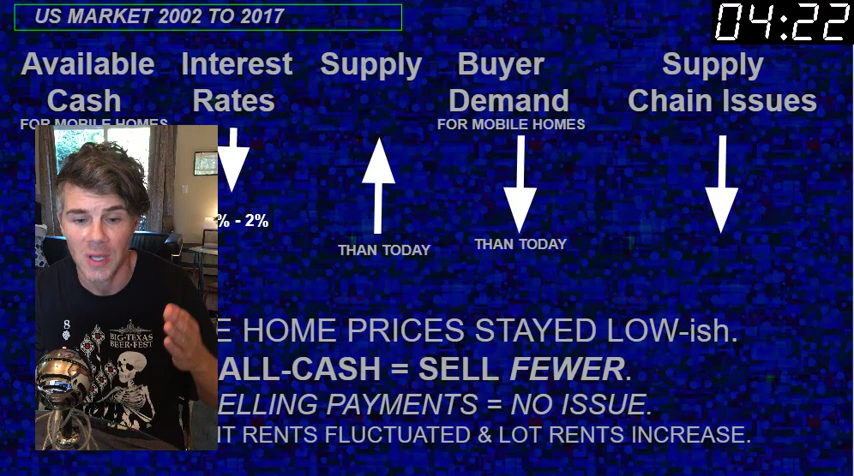 US MARKET 2002 TO 2017
04:22
Available Interest Supply Buyer Supply
Cash Rates Demand Chain Issues
FOR MOBILE HOMES FOR MOBILE HOMES
% - 2%
THAN TODAY THAN TODAY
E HOME PRICES STAYED LOW-ish.
ALL-CASH = SELL FEWER.
ELLING PAYMENTS = NO ISSUE.
IT RENTS FLUCTUATED & LOT RENTS INCREASE.
8
BIG TEXAS
BEER FEST